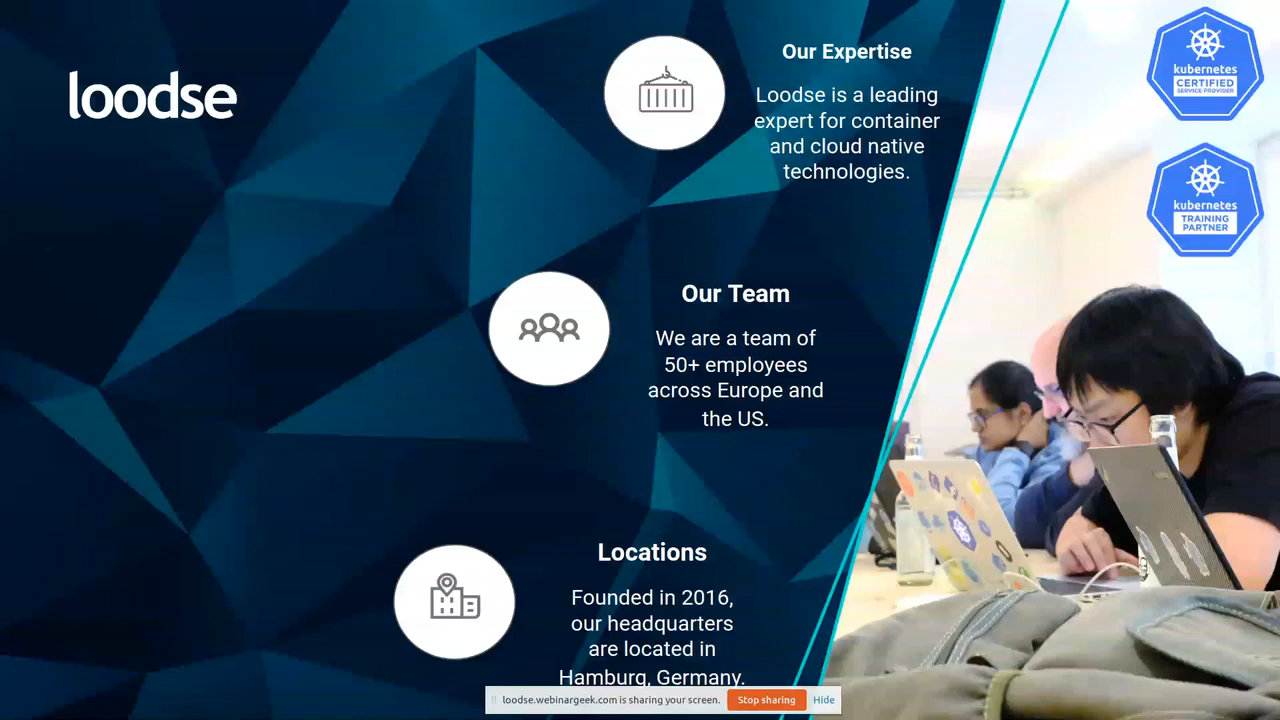 loodse
Our Expertise
Loodse is a leading
expert for container
and cloud native
technologies.
kubernetes
CERTIFIED
SERVICE PROVIDER
kubernetes
TRAINING
PARTNER
Our Team
We are a team of
50+ employees
across Europe and
the US.
Locations
Founded in 2016,
our headquarters
are located in
Hamburg, Germany.
loodse.webinargeek.com is sharing your screen. Stop sharing Hide